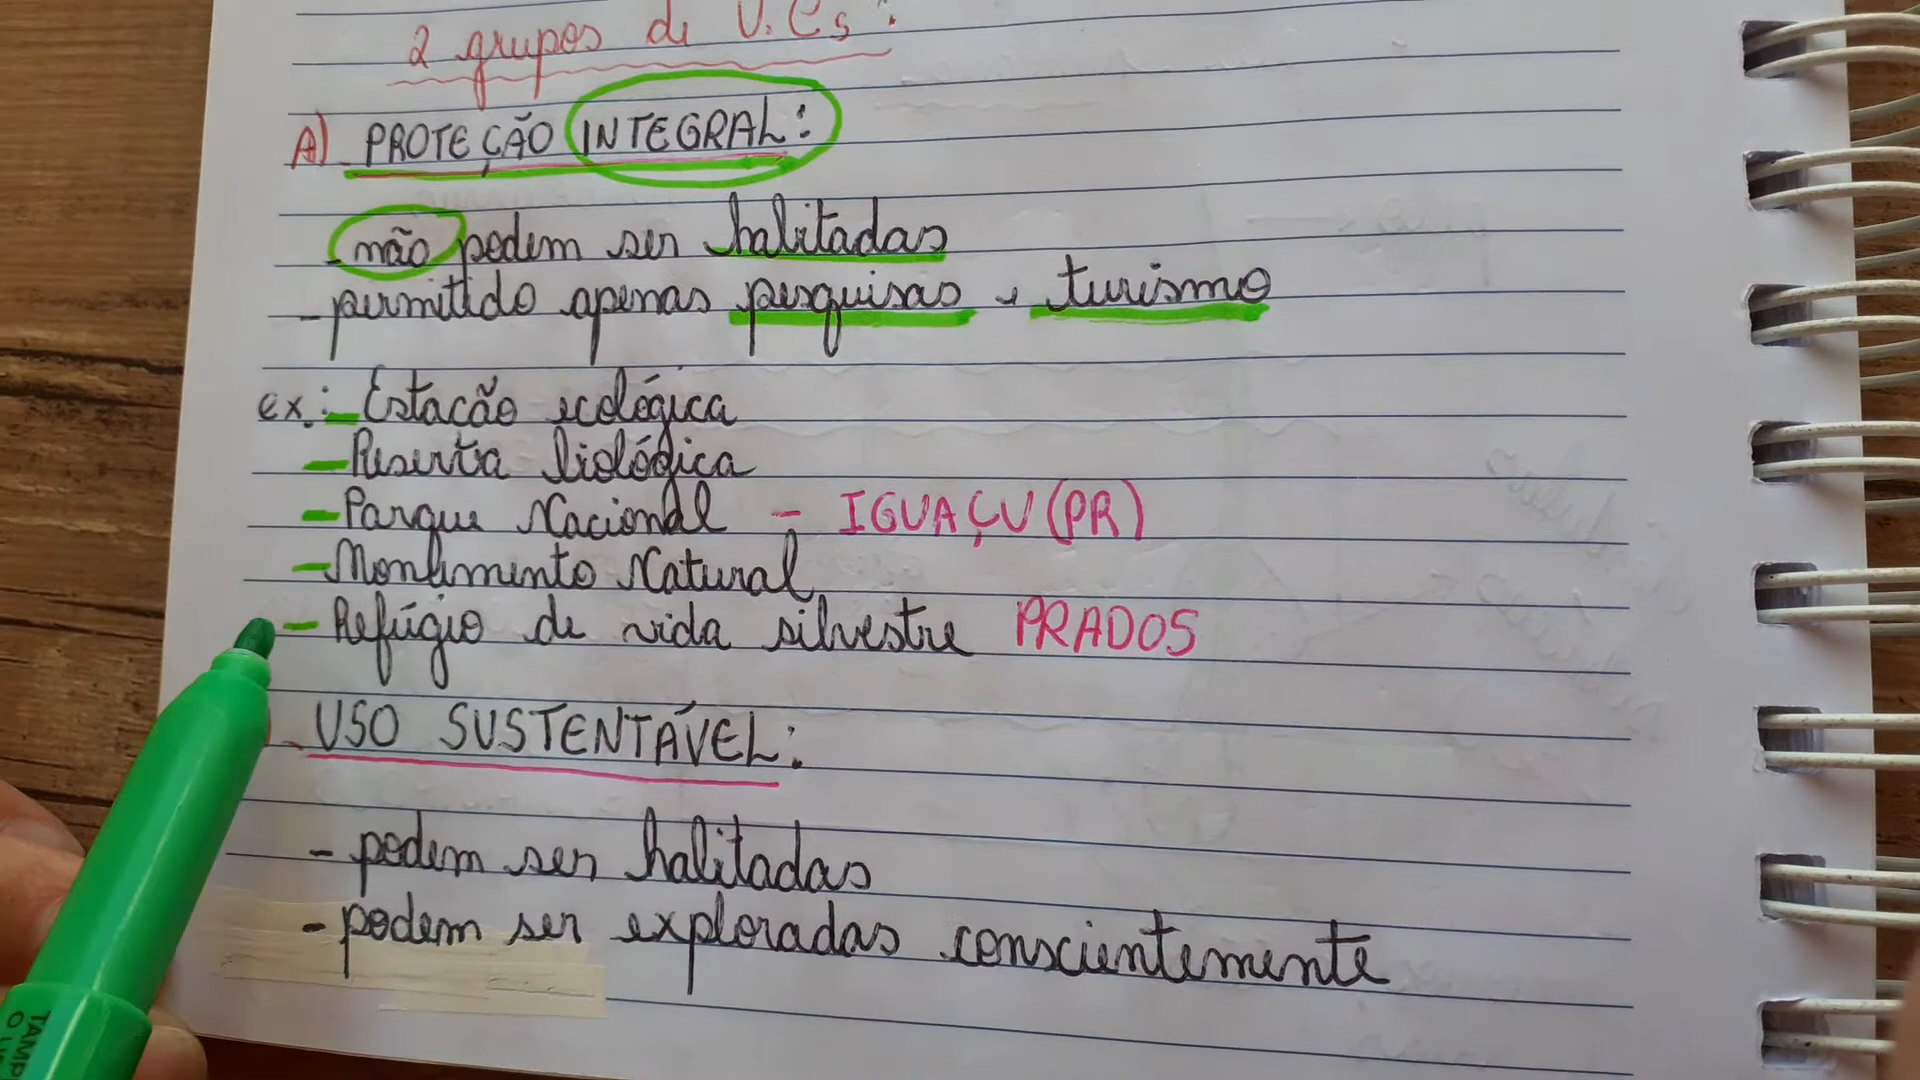 2 grupos de U.Cs:
A) PROTEÇÃO INTEGRAL:
- não podem ser habitadas
- permitido apenas pesquisas e turismo
ex: - Estação ecológica
- Reserva biológica
- Parque Nacional - IGUAÇU (PR)
- Monumento Natural
- Refúgio de vida silvestre PRADOS
USO SUSTENTÁVEL:
- podem ser habitadas
- podem ser exploradas conscientemente